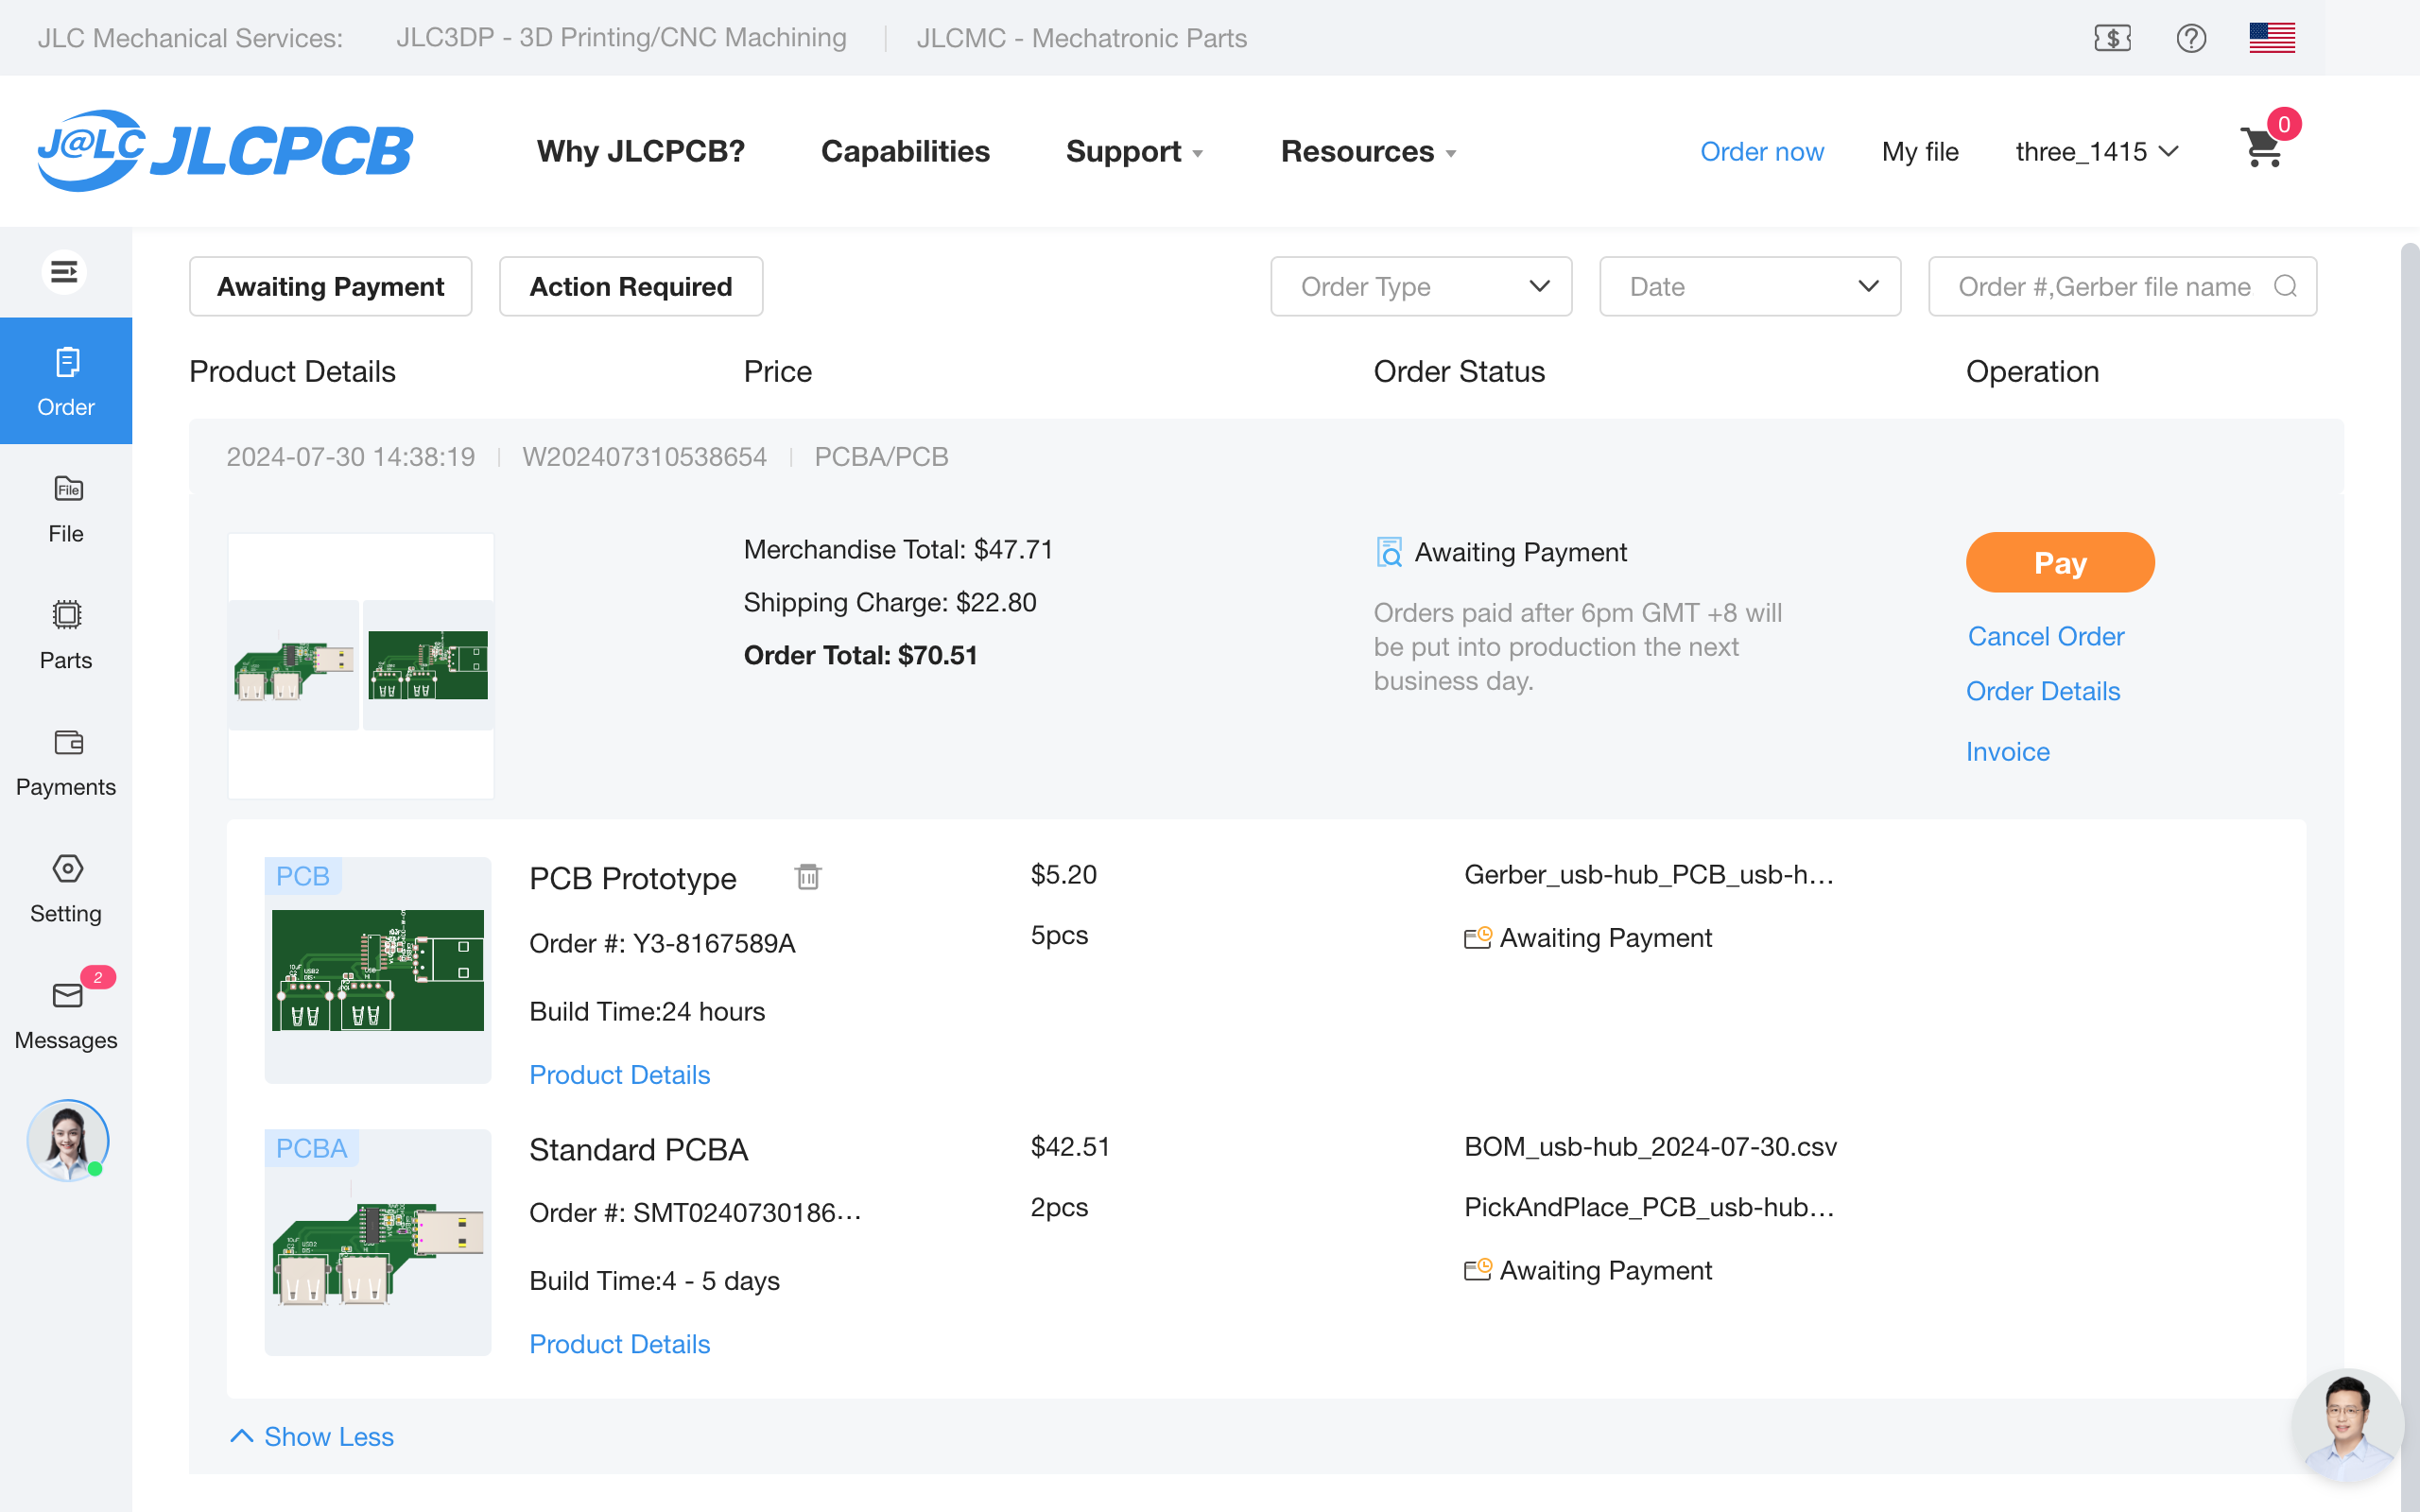 JLC Mechanical Services: JLC3DP - 3D Printing/CNC Machining JLCMC - Mechatronic Parts
J@LC JLCPCB Why JLCPCB? Capabilities Support Resources Order now My file three_1415 0
Awaiting Payment Action Required Order Type Date Order #,Gerber file name
Product Details Price Order Status Operation
2024-07-30 14:38:19 W202407310538654 PCBA/PCB
Merchandise Total: $47.71
Shipping Charge: $22.80
Order Total: $70.51
Awaiting Payment
Orders paid after 6pm GMT +8 will
be put into production the next
business day.
Pay
Cancel Order
Order Details
Invoice
PCB
PCB Prototype $5.20 Gerber_usb-hub_PCB_usb-h...
Order #: Y3-8167589A 5pcs Awaiting Payment
Build Time:24 hours
Product Details
PCBA
Standard PCBA $42.51 BOM_usb-hub_2024-07-30.csv
Order #: SMT0240730186... 2pcs PickAndPlace_PCB_usb-hub...
Build Time:4 - 5 days Awaiting Payment
Product Details
Show Less
Order
File
File
Parts
Payments
Setting
2
Messages